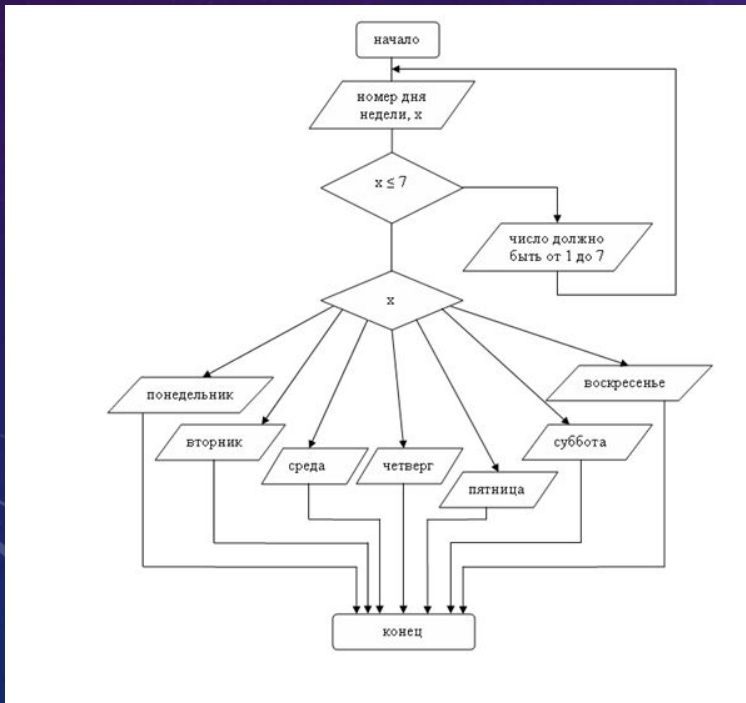 начало
номер дня
недели, x
x ≤ 7
число должно
быть от 1 до 7
x
понедельник
воскресенье
вторник
суббота
среда
четверг
пятница
конец